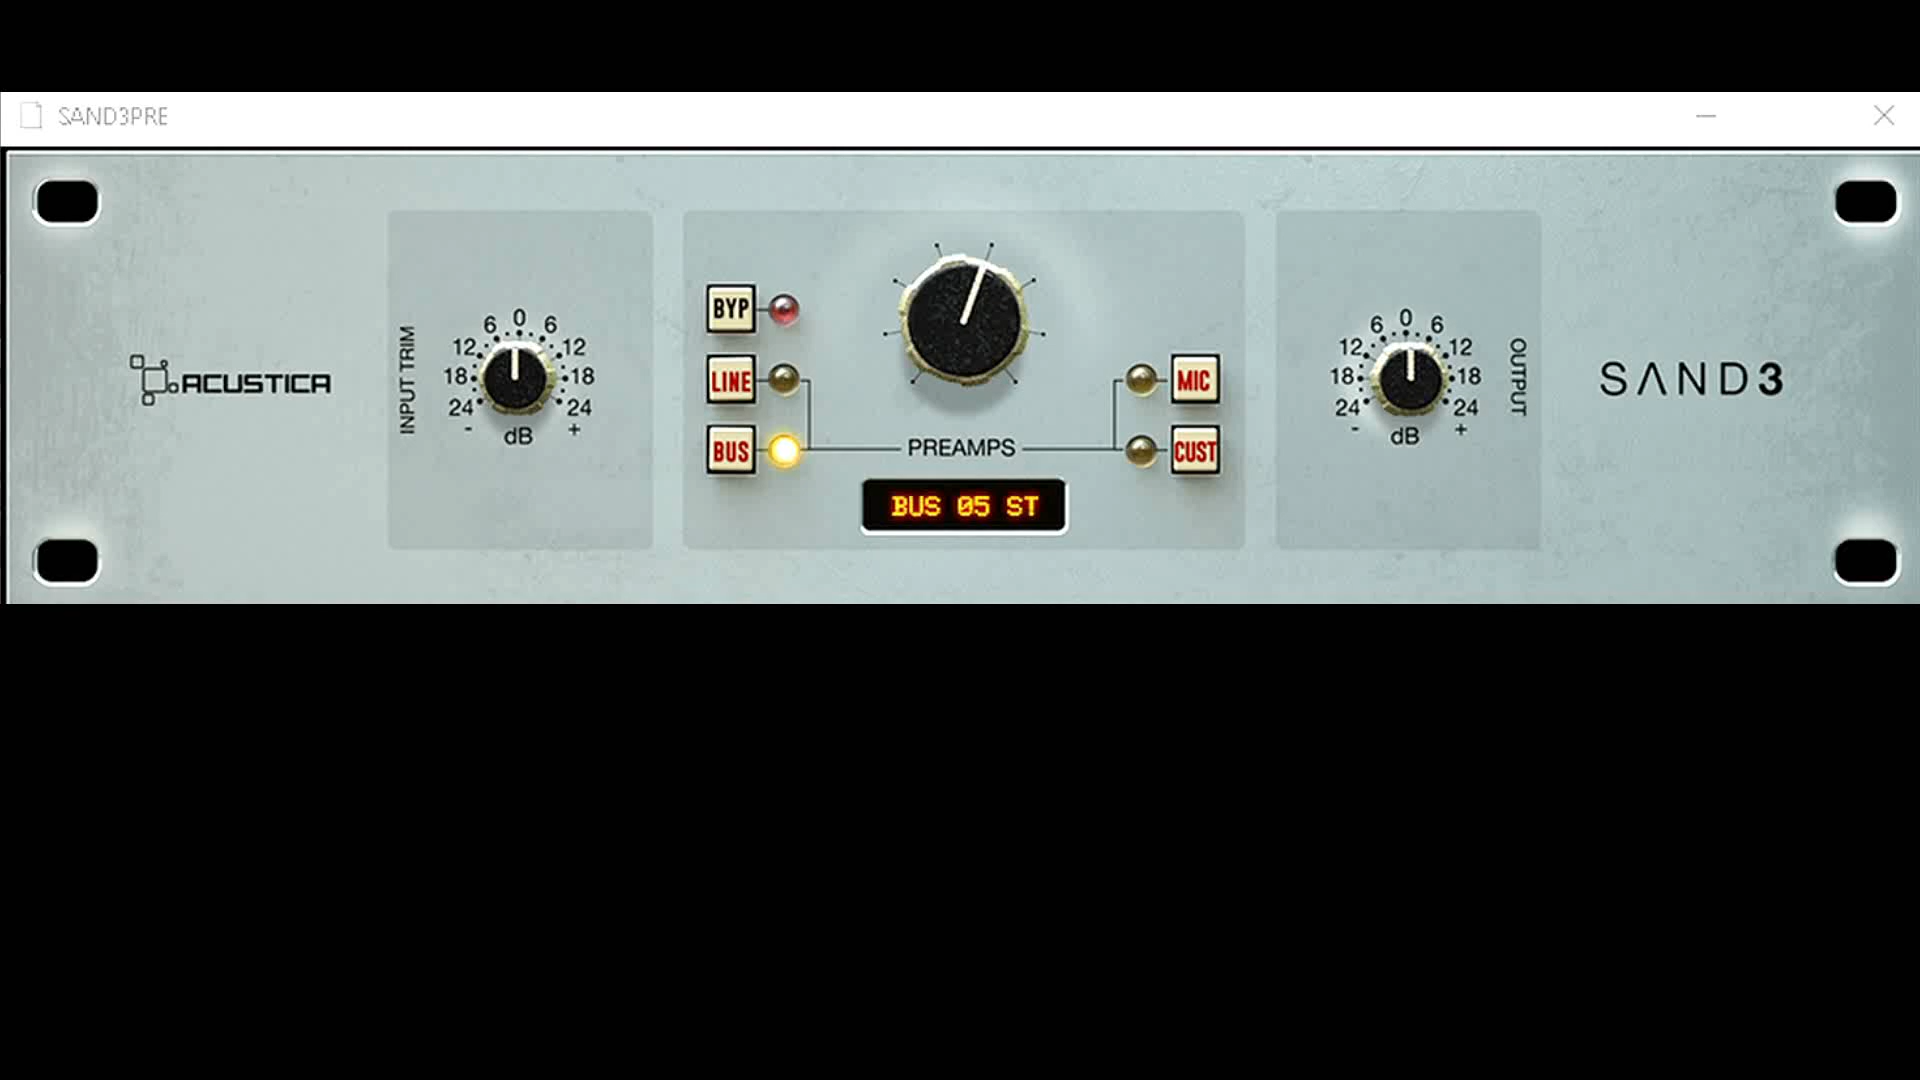 SAND3PRE
ACUSTICA
INPUT TRIM
0
6 6
12 12
18 18
24 24
- dB +
BYP
LINE
BUS
PREAMPS
MIC
CUST
BUS 05 ST
0
6 6
12 12
18 18
24 24
- dB +
OUTPUT
SΛND3